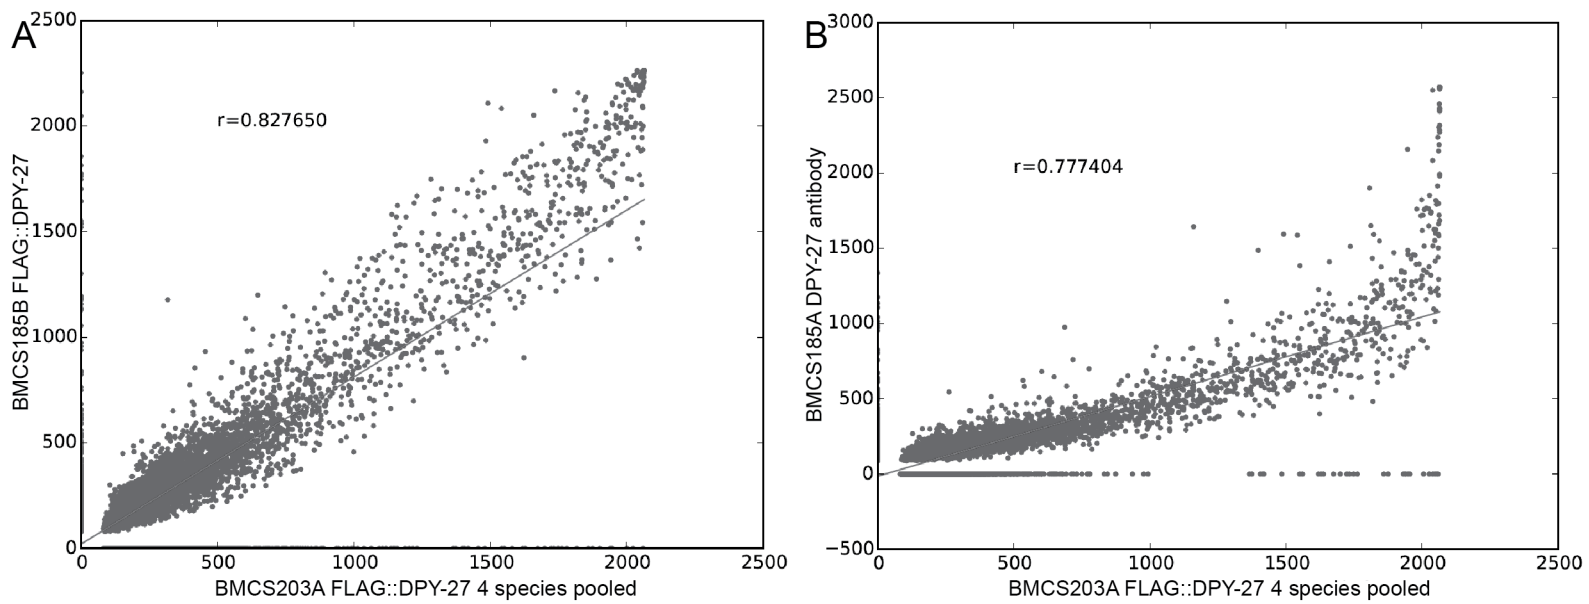 A
2500
2000
1500
1000
500
0
r=0.827650
BMCS185B FLAG::DPY-27
0 500 1000 1500 2000 2500
BMCS203A FLAG::DPY-27 4 species pooled
B
3000
2500
2000
1500
1000
500
0
−500
r=0.777404
BMCS185A DPY-27 antibody
0 500 1000 1500 2000 2500
BMCS203A FLAG::DPY-27 4 species pooled